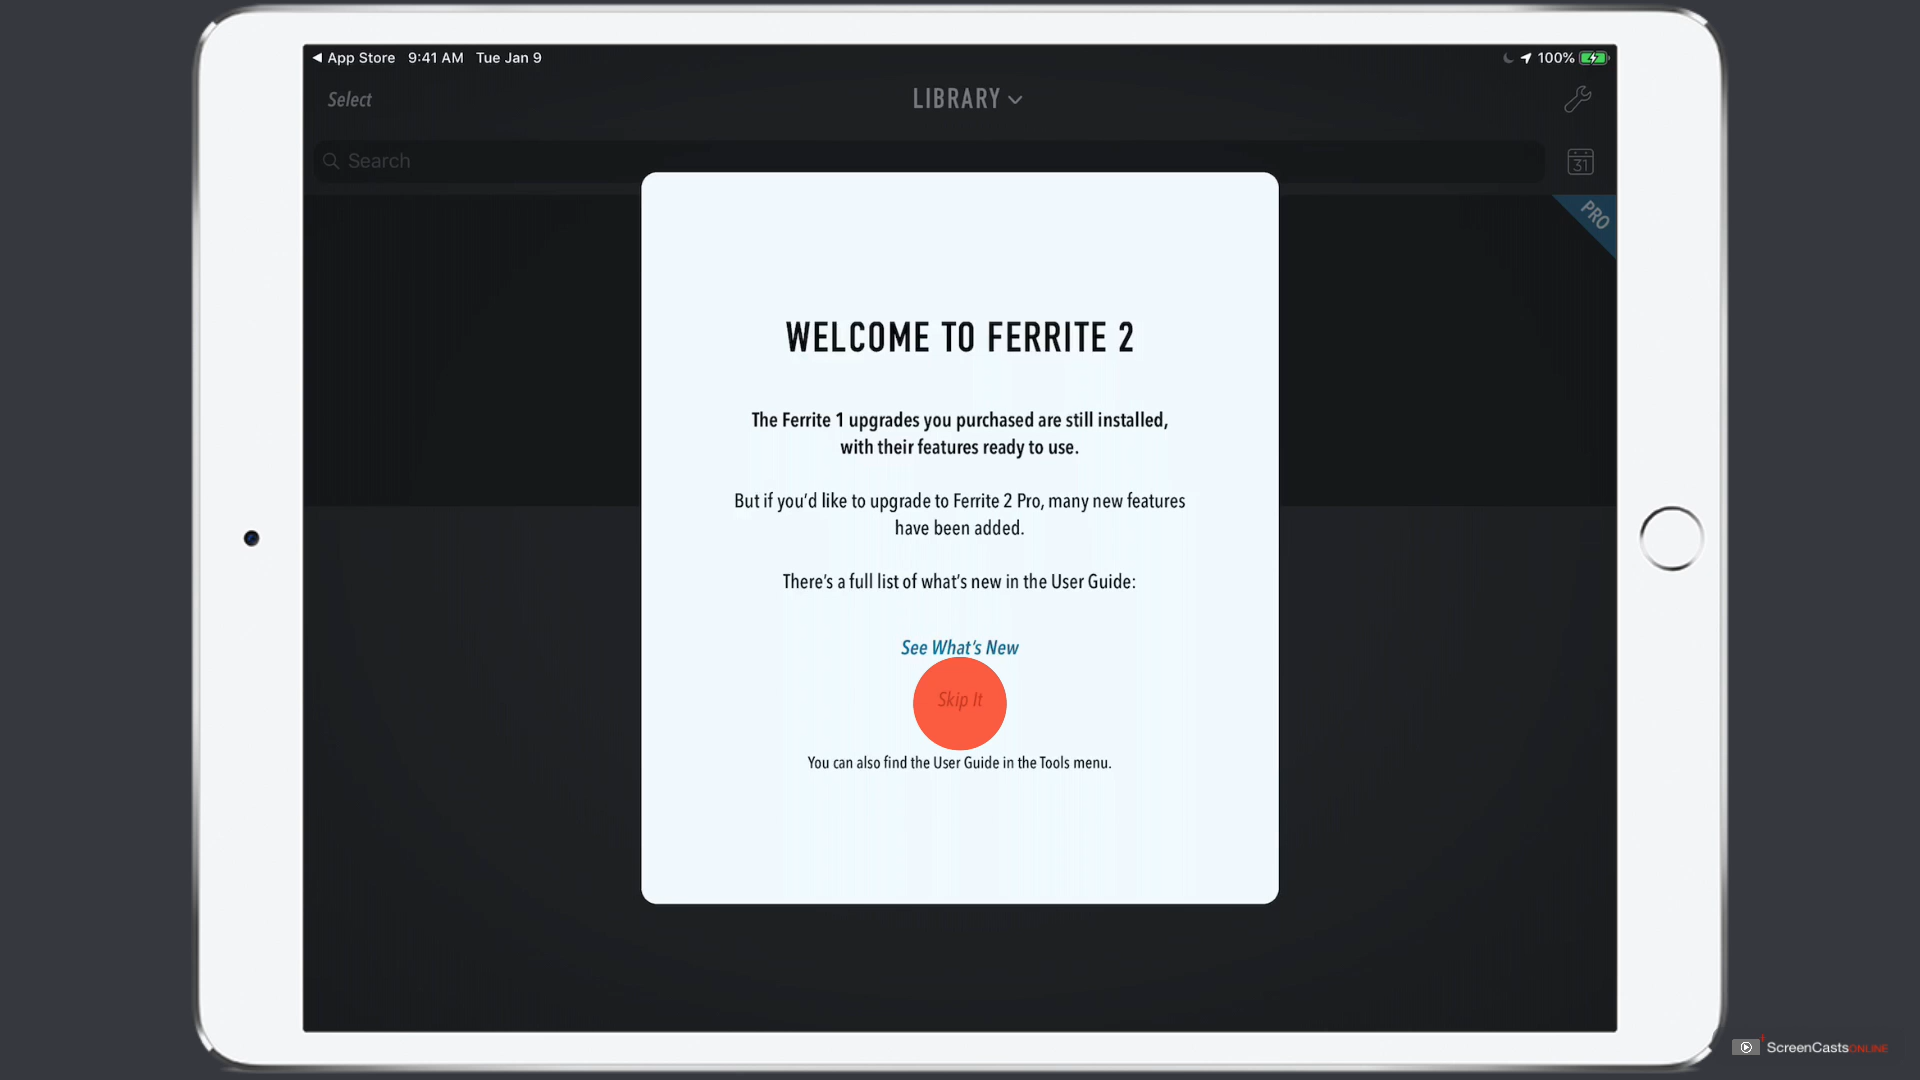 App Store 9:41 AM Tue Jan 9
100%
Select
LIBRARY
Search
31
PRO
WELCOME TO FERRITE 2
The Ferrite 1 upgrades you purchased are still installed,
with their features ready to use.
But if you'd like to upgrade to Ferrite 2 Pro, many new features
have been added.
There's a full list of what's new in the User Guide:
See What's New
Skip It
You can also find the User Guide in the Tools menu.
ScreenCastsONLINE